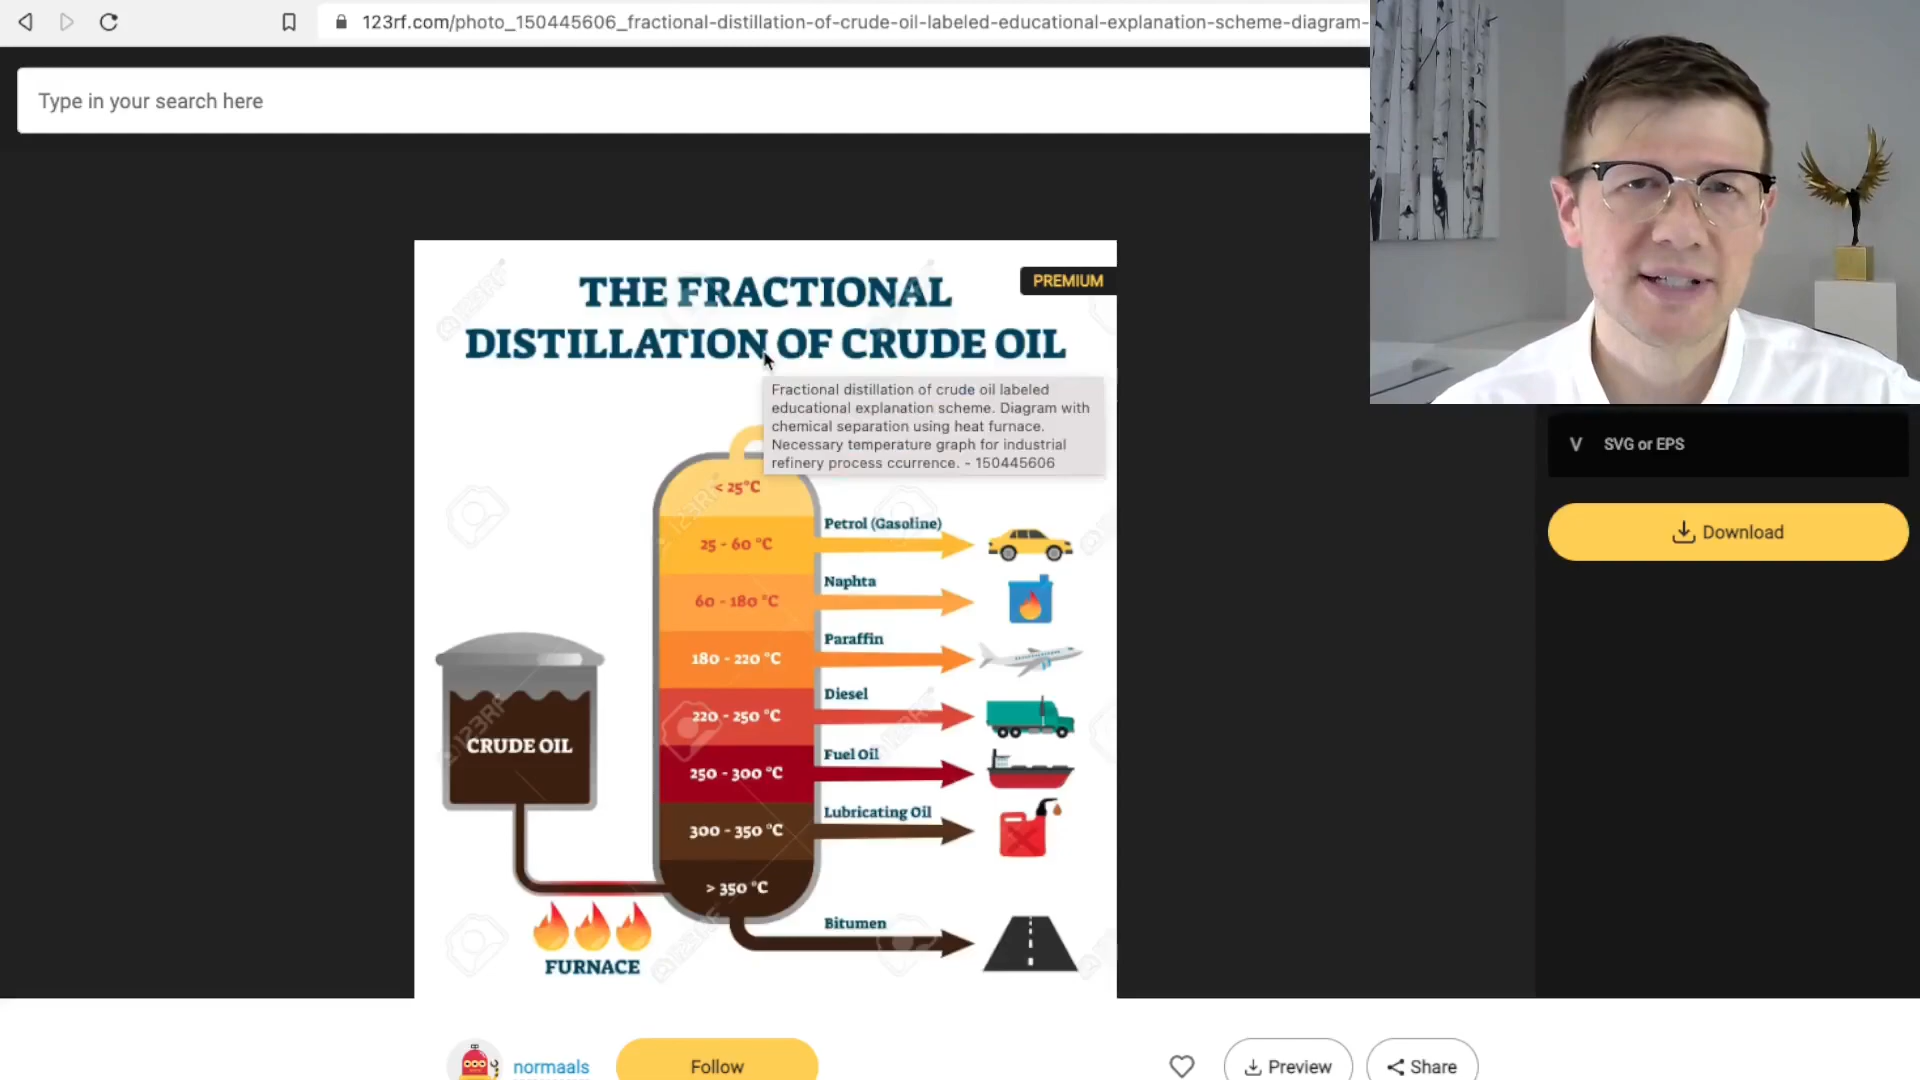 123rf.com/photo_150445606_fractional-distillation-of-crude-oil-labeled-educational-explanation-scheme-diagram-
Type in your search here
THE FRACTIONAL
DISTILLATION OF CRUDE OIL
PREMIUM
Fractional distillation of crude oil labeled
educational explanation scheme. Diagram with
chemical separation using heat furnace.
Necessary temperature graph for industrial
refinery process ccurrence. - 150445606
< 25°C
Petrol (Gasoline)
25 - 60 °C
Naphta
60 - 180 °C
Paraffin
180 - 220 °C
Diesel
220 - 250 °C
Fuel Oil
250 - 300 °C
Lubricating Oil
300 - 350 °C
> 350 °C
Bitumen
CRUDE OIL
FURNACE
V SVG or EPS
Download
normaals
Follow
Preview
Share
123RF
123RF
123RF
123RF